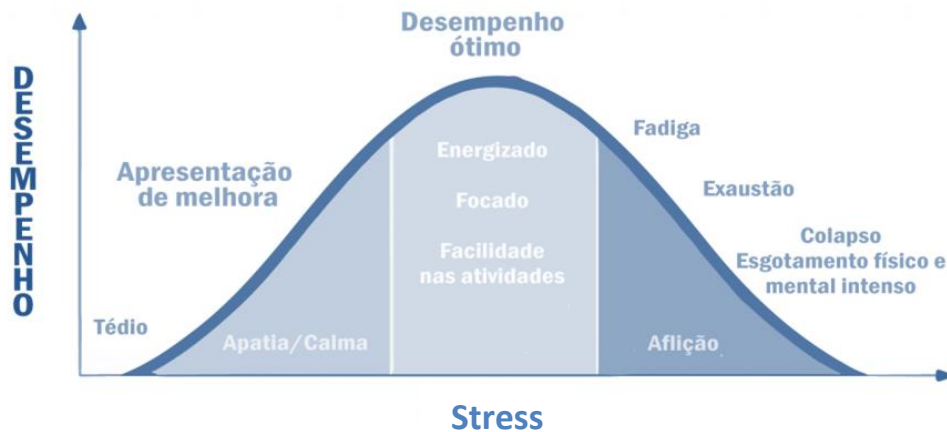 Desempenho
ótimo
DESEMPENHO
Fadiga
Energizado
Apresentação
de melhora
Exaustão
Focado
Colapso
Esgotamento físico e
mental intenso
Facilidade
nas atividades
Tédio
Apatia/Calma
Aflição
Stress